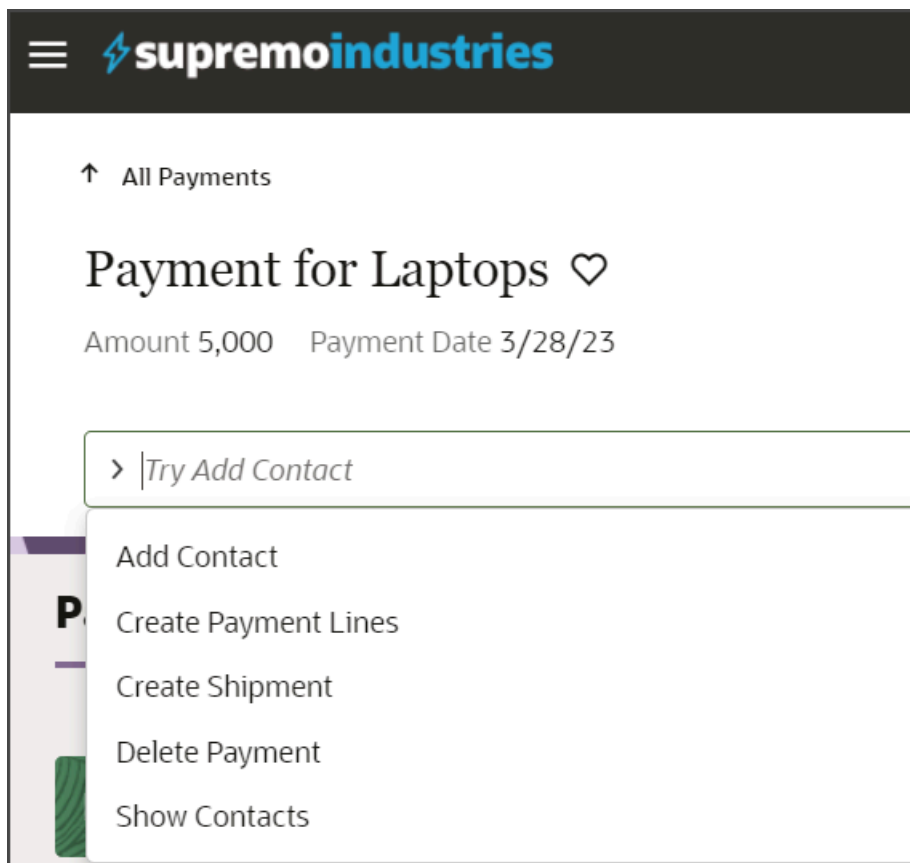 supremoindustries
All Payments
Payment for Laptops
Amount 5,000 Payment Date 3/28/23
Try Add Contact
Add Contact
Create Payment Lines
Create Shipment
Delete Payment
Show Contacts